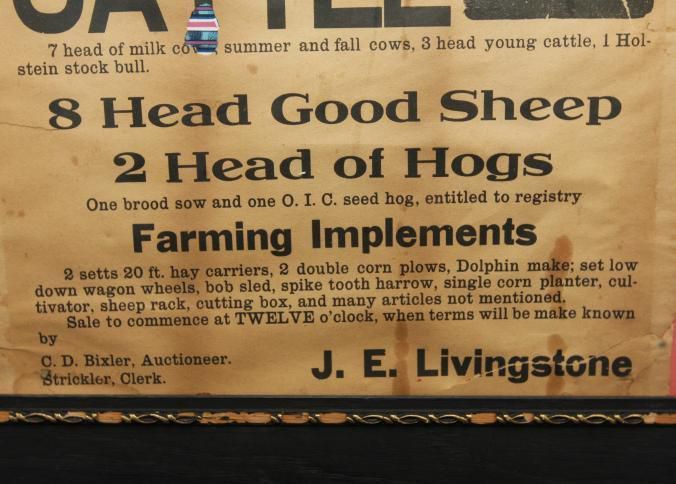 CATTLE
7 head of milk cows, summer and fall cows, 3 head young cattle, 1 Hol-
stein stock bull.
8 Head Good Sheep
2 Head of Hogs
One brood sow and one O. I. C. seed hog, entitled to registry
Farming Implements
2 setts 20 ft. hay carriers, 2 double corn plows, Dolphin make; set low
down wagon wheels, bob sled, spike tooth harrow, single corn planter, cul-
tivator, sheep rack, cutting box, and many articles not mentioned.
Sale to commence at TWELVE o'clock, when terms will be make known
by
C. D. Bixler, Auctioneer.
Strickler, Clerk.
J. E. Livingstone